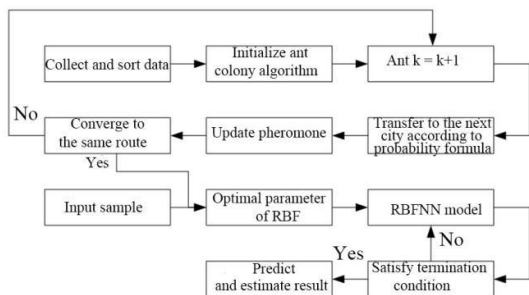 Collect and sort data
Initialize ant
colony algorithm
Ant k = k+1
No
Converge to
the same route
Update pheromone
Transfer to the next
city according to
probability formula
Yes
Input sample
Optimal parameter
of RBF
RBFNN model
No
Yes
Predict
and estimate result
Satisfy termination
condition